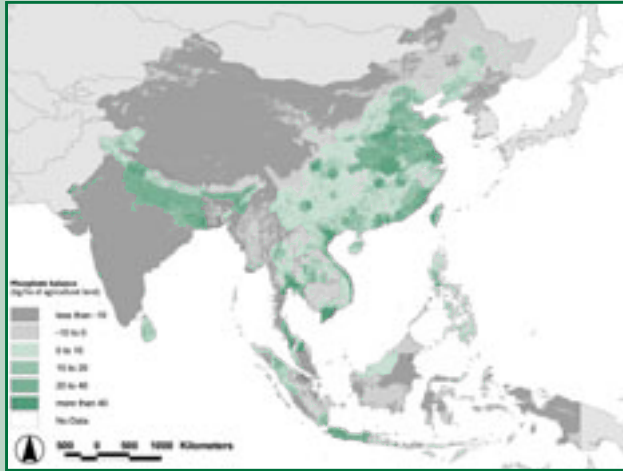 Phosphate balance
(kg/ha of agricultural land)
less than -10
-10 to 0
0 to 10
10 to 20
20 to 40
more than 40
No Data
500 0 500 1000 Kilometers